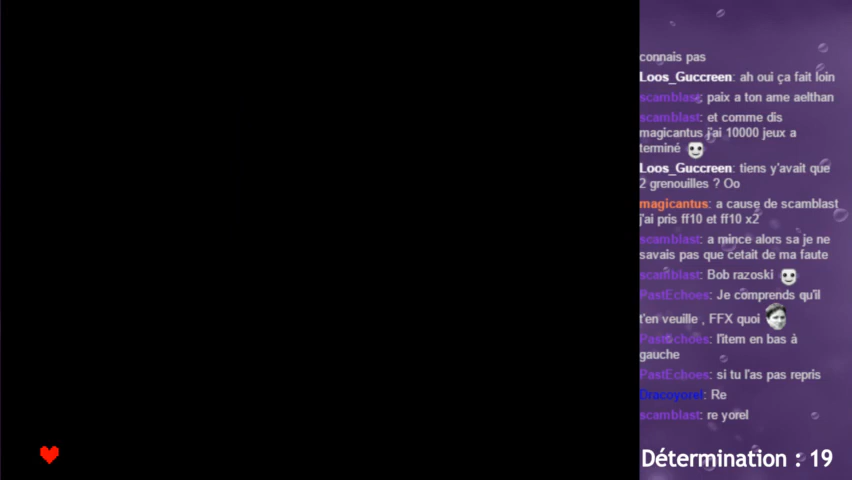 connais pas
Loos_Guccreen: ah oui ça fait loin
scamblast: paix a ton ame aelthan
scamblast: et comme dis
magicantus j'ai 10000 jeux a
terminé
Loos_Guccreen: tiens y'avait que
2 grenouilles ? Oo
magicantus: a cause de scamblast
j'ai pris ff10 et ff10 x2
scamblast: a mince alors sa je ne
savais pas que cetait de ma faute
scamblast: Bob razoski
PastEchoes: Je comprends qu'il
t'en veuille , FFX quoi
PastEchoes: l'item en bas à
gauche
PastEchoes: si tu l'as pas repris
Dracoyorel: Re
scamblast: re yorel
Détermination : 19